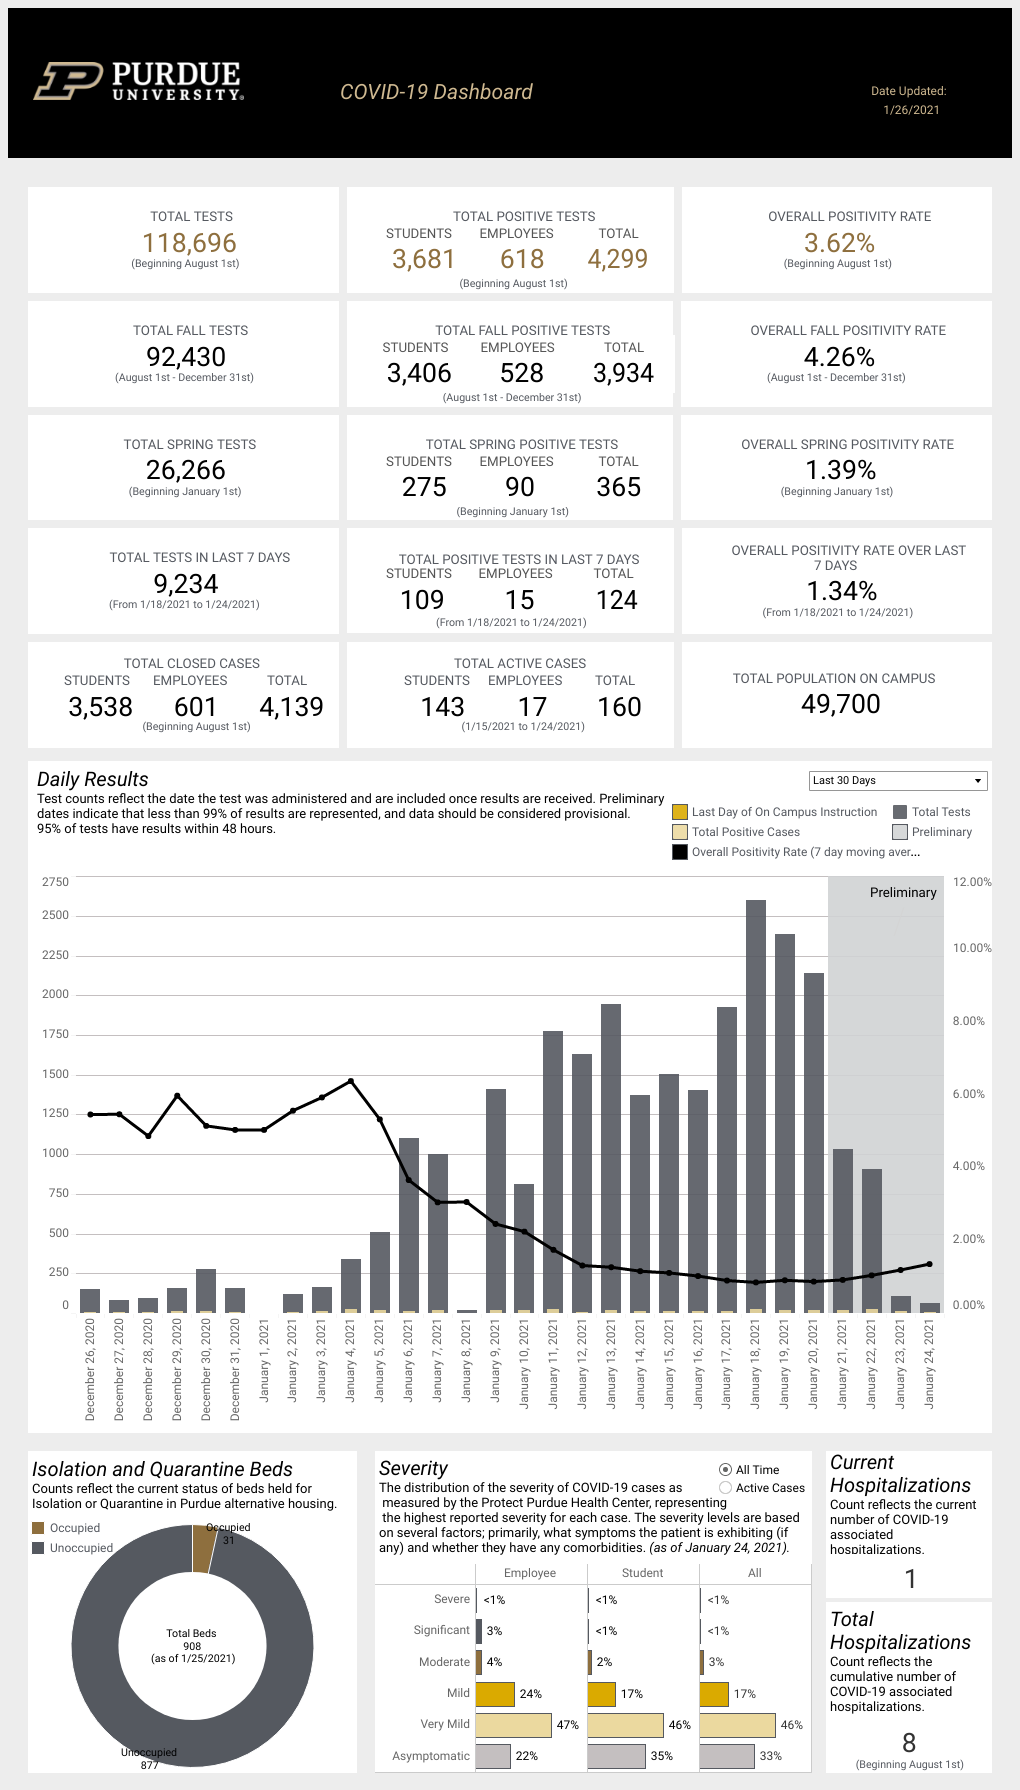 PURDUE
UNIVERSITY®
COVID-19 Dashboard
Date Updated:
1/26/2021
TOTAL TESTS
118,696
(Beginning August 1st)
TOTAL POSITIVE TESTS
STUDENTS EMPLOYEES TOTAL
3,681 618 4,299
(Beginning August 1st)
OVERALL POSITIVITY RATE
3.62%
(Beginning August 1st)
TOTAL FALL TESTS
92,430
(August 1st - December 31st)
TOTAL FALL POSITIVE TESTS
STUDENTS EMPLOYEES TOTAL
3,406 528 3,934
(August 1st - December 31st)
OVERALL FALL POSITIVITY RATE
4.26%
(August 1st - December 31st)
TOTAL SPRING TESTS
26,266
(Beginning January 1st)
TOTAL SPRING POSITIVE TESTS
STUDENTS EMPLOYEES TOTAL
275 90 365
(Beginning January 1st)
OVERALL SPRING POSITIVITY RATE
1.39%
(Beginning January 1st)
TOTAL TESTS IN LAST 7 DAYS
9,234
(From 1/18/2021 to 1/24/2021)
TOTAL POSITIVE TESTS IN LAST 7 DAYS
STUDENTS EMPLOYEES TOTAL
109 15 124
(From 1/18/2021 to 1/24/2021)
OVERALL POSITIVITY RATE OVER LAST
7 DAYS
1.34%
(From 1/18/2021 to 1/24/2021)
TOTAL CLOSED CASES
STUDENTS EMPLOYEES TOTAL
3,538 601 4,139
(Beginning August 1st)
TOTAL ACTIVE CASES
STUDENTS EMPLOYEES TOTAL
143 17 160
(1/15/2021 to 1/24/2021)
TOTAL POPULATION ON CAMPUS
49,700
Daily Results
Test counts reflect the date the test was administered and are included once results are received. Preliminary
dates indicate that less than 99% of results are represented, and data should be considered provisional.
95% of tests have results within 48 hours.
Last 30 Days
Last Day of On Campus Instruction
Total Tests
Total Positive Cases
Preliminary
Overall Positivity Rate (7 day moving aver...
2750
2500
2250
2000
1750
1500
1250
1000
750
500
250
0
Preliminary
12.00%
10.00%
8.00%
6.00%
4.00%
2.00%
0.00%
December 26, 2020
December 27, 2020
December 28, 2020
December 29, 2020
December 30, 2020
December 31, 2020
January 1, 2021
January 2, 2021
January 3, 2021
January 4, 2021
January 5, 2021
January 6, 2021
January 7, 2021
January 8, 2021
January 9, 2021
January 10, 2021
January 11, 2021
January 12, 2021
January 13, 2021
January 14, 2021
January 15, 2021
January 16, 2021
January 17, 2021
January 18, 2021
January 19, 2021
January 20, 2021
January 21, 2021
January 22, 2021
January 23, 2021
January 24, 2021
Isolation and Quarantine Beds
Counts reflect the current status of beds held for
Isolation or Quarantine in Purdue alternative housing.
Occupied
Unoccupied
Occupied
31
Total Beds
908
(as of 1/25/2021)
Unoccupied
877
Severity
All Time
Active Cases
The distribution of the severity of COVID-19 cases as
measured by the Protect Purdue Health Center, representing
the highest reported severity for each case. The severity levels are based
on several factors; primarily, what symptoms the patient is exhibiting (if
any) and whether they have any comorbidities. (as of January 24, 2021).
Employee Student All
Severe <1% <1% <1%
Significant 3% <1% <1%
Moderate 4% 2% 3%
Mild 24% 17% 17%
Very Mild 47% 46% 46%
Asymptomatic 22% 35% 33%
Current
Hospitalizations
Count reflects the current
number of COVID-19
associated
hospitalizations.
1
Total
Hospitalizations
Count reflects the
cumulative number of
COVID-19 associated
hospitalizations.
8
(Beginning August 1st)